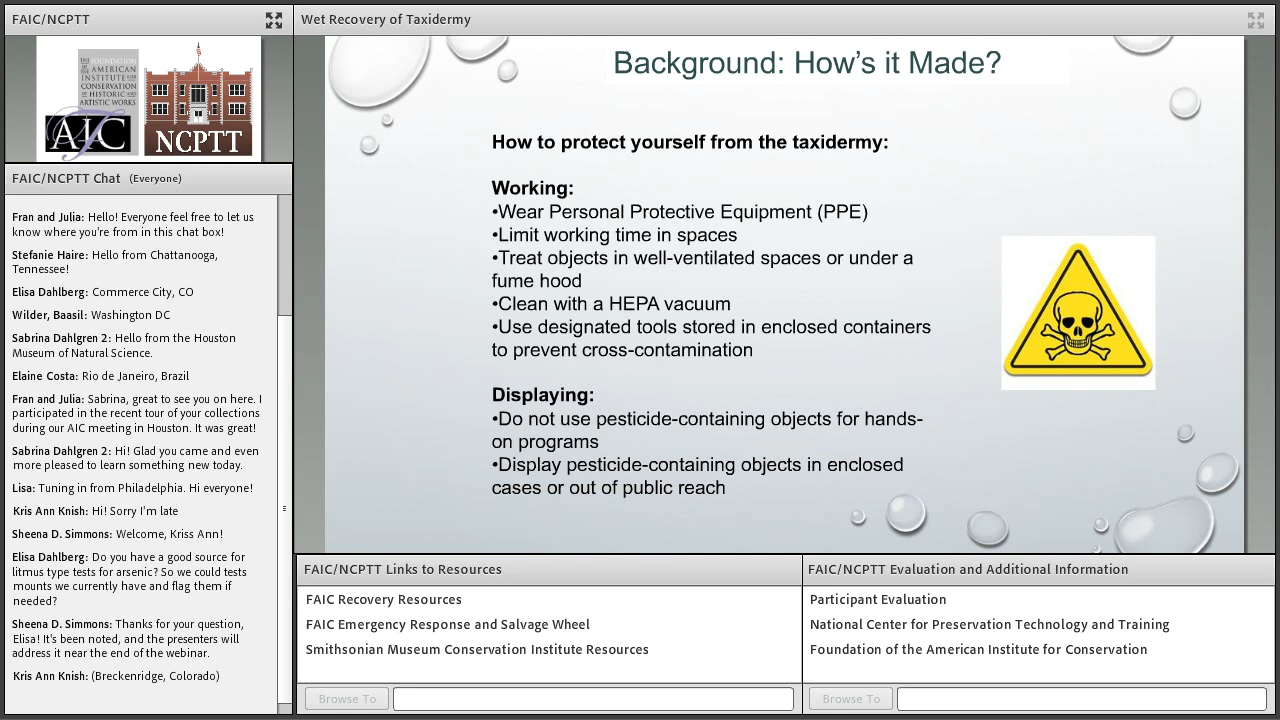 FAIC/NCPTT
THE FOUNDATION
OF THE AMERICAN
INSTITUTE FOR
CONSERVATION
OF HISTORIC AND
ARTISTIC WORKS
AIC
NCPTT
FAIC/NCPTT Chat (Everyone)
Fran and Julia: Hello! Everyone feel free to let us
know where you're from in this chat box!
Stefanie Haire: Hello from Chattanooga,
Tennessee!
Elisa Dahlberg: Commerce City, CO
Wilder, Baasil: Washington DC
Sabrina Dahlgren 2: Hello from the Houston
Museum of Natural Science.
Elaine Costa: Rio de Janeiro, Brazil
Fran and Julia: Sabrina, great to see you on here. I
participated in the recent tour of your collections
during our AIC meeting in Houston. It was great!
Sabrina Dahlgren 2: Hi! Glad you came and even
more pleased to learn something new today.
Lisa: Tuning in from Philadelphia. Hi everyone!
Kris Ann Knish: Hi! Sorry I'm late
Sheena D. Simmons: Welcome, Kriss Ann!
Elisa Dahlberg: Do you have a good source for
litmus type tests for arsenic? So we could tests
mounts we currently have and flag them if
needed?
Sheena D. Simmons: Thanks for your question,
Elisa! It's been noted, and the presenters will
address it near the end of the webinar.
Kris Ann Knish: (Breckenridge, Colorado)
Wet Recovery of Taxidermy
Background: How's it Made?
How to protect yourself from the taxidermy:
Working:
•Wear Personal Protective Equipment (PPE)
•Limit working time in spaces
•Treat objects in well-ventilated spaces or under a
fume hood
•Clean with a HEPA vacuum
•Use designated tools stored in enclosed containers
to prevent cross-contamination
Displaying:
•Do not use pesticide-containing objects for hands-
on programs
•Display pesticide-containing objects in enclosed
cases or out of public reach
FAIC/NCPTT Links to Resources
FAIC Recovery Resources
FAIC Emergency Response and Salvage Wheel
Smithsonian Museum Conservation Institute Resources
Browse To
FAIC/NCPTT Evaluation and Additional Information
Participant Evaluation
National Center for Preservation Technology and Training
Foundation of the American Institute for Conservation
Browse To